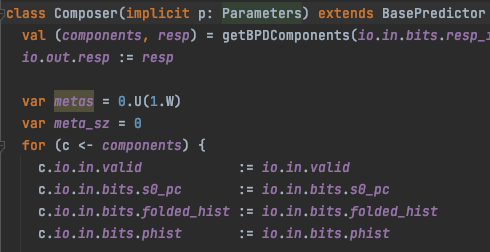 class Composer(implicit p: Parameters) extends BasePredictor
val (components, resp) = getBPDComponents(io.in.bits.resp_i
io.out.resp := resp
var metas = 0.U(1.W)
var meta_sz = 0
for (c <- components) {
c.io.in.valid := io.in.valid
c.io.in.bits.s0_pc := io.in.bits.s0_pc
c.io.in.bits.folded_hist := io.in.bits.folded_hist
c.io.in.bits.phist := io.in.bits.phist